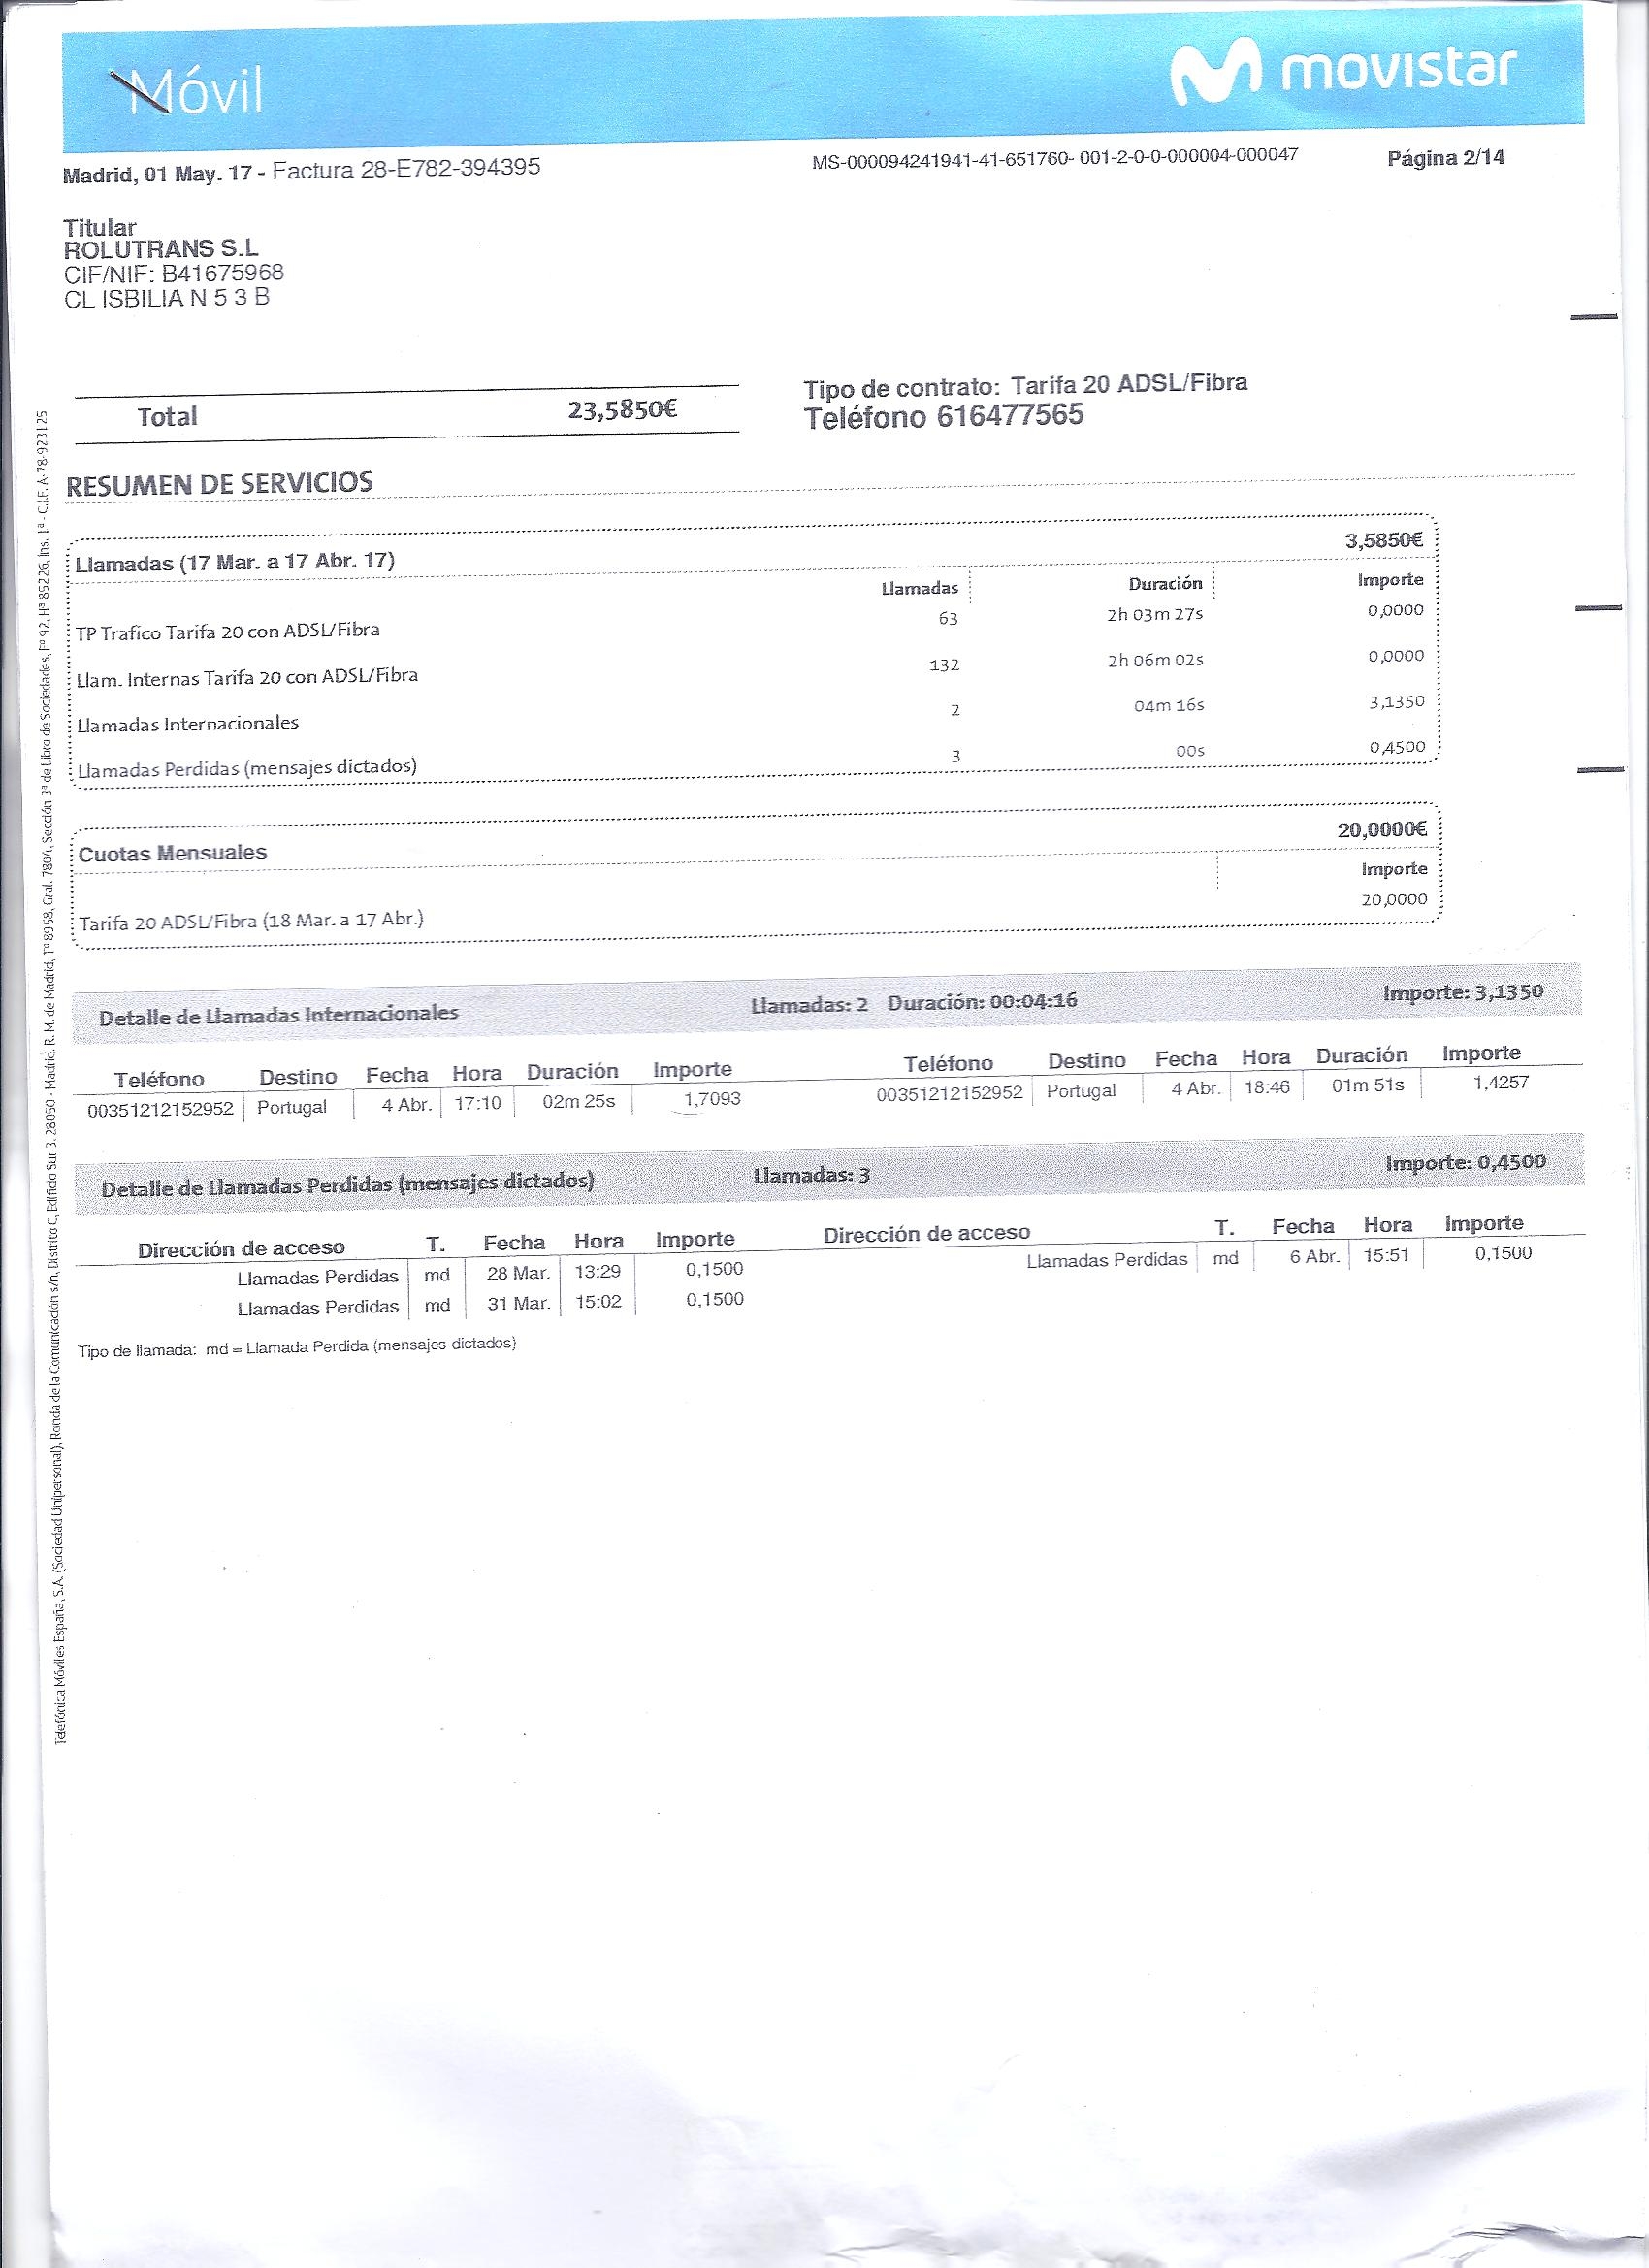 Móvil
movistar
Madrid, 01 May. 17 - Factura 28-E782-394395
MS-000094241941-41-651760- 001-2-0-0-000004-000047
Página 2/14
Titular
ROLUTRANS S.L
CIF/NIF: B41675968
CL ISBILIA N 5 3 B
Total 23,5850€
Tipo de contrato: Tarifa 20 ADSL/Fibra
Teléfono 616477565
RESUMEN DE SERVICIOS
Llamadas (17 Mar. a 17 Abr. 17) 3,5850€
Llamadas Duración Importe
TP Trafico Tarifa 20 con ADSL/Fibra 63 2h 03m 27s 0,0000
Llam. Internas Tarifa 20 con ADSL/Fibra 132 2h 06m 02s 0,0000
Llamadas Internacionales 2 04m 16s 3,1350
Llamadas Perdidas (mensajes dictados) 3 00s 0,4500
Cuotas Mensuales 20,0000€
Importe
Tarifa 20 ADSL/Fibra (18 Mar. a 17 Abr.) 20,0000
Detalle de Llamadas Internacionales Llamadas: 2 Duración: 00:04:16 Importe: 3,1350
Teléfono Destino Fecha Hora Duración Importe Teléfono Destino Fecha Hora Duración Importe
00351212152952 Portugal 4 Abr. 17:10 02m 25s 1,7093 00351212152952 Portugal 4 Abr. 18:46 01m 51s 1,4257
Detalle de Llamadas Perdidas (mensajes dictados) Llamadas: 3 Importe: 0,4500
Dirección de acceso T. Fecha Hora Importe Dirección de acceso T. Fecha Hora Importe
Llamadas Perdidas md 28 Mar. 13:29 0,1500 Llamadas Perdidas md 6 Abr. 15:51 0,1500
Llamadas Perdidas md 31 Mar. 15:02 0,1500
Tipo de llamada: md = Llamada Perdida (mensajes dictados)
Telefónica Móviles España, S.A. (Sociedad Unipersonal), Ronda de la Comunicación s/n, Distrito C, Edificio Sur 3. 28050 - Madrid. R. M. de Madrid, Tº 8958, Gral. 7804, Sección 3ª de Libro de Sociedades, Fº 92, Hª 85226, Ins. 1ª - C.I.F. A-78-923125